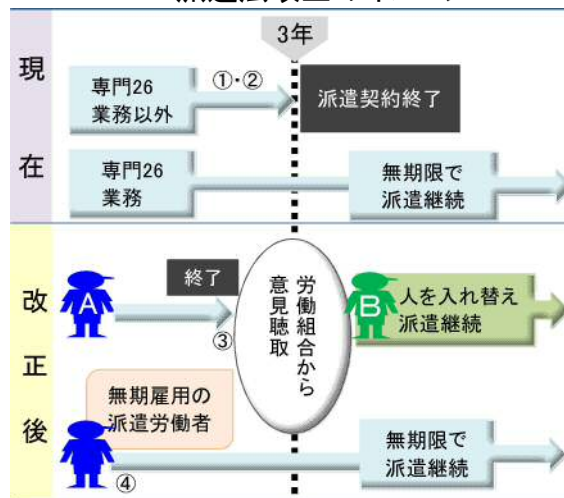 3年
現在
専門26
業務以外
①・②
派遣契約終了
専門26
業務
無期限で
派遣継続
改正後
A
終了
③
労働組合から
意見聴取
B
人を入れ替え
派遣継続
無期雇用の
派遣労働者
④
無期限で
派遣継続